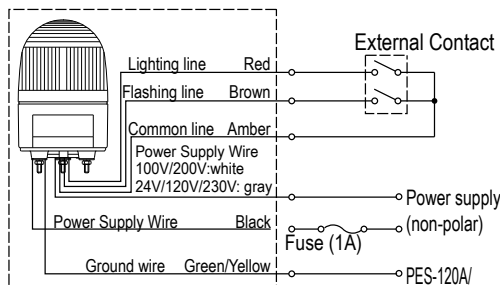 External Contact
Lighting line Red
Flashing line Brown
Common line Amber
Power Supply Wire
100V/200V:white
24V/120V/230V: gray
Power supply
(non-polar)
Power Supply Wire Black
Fuse (1A)
Ground wire Green/Yellow
PES-120A/